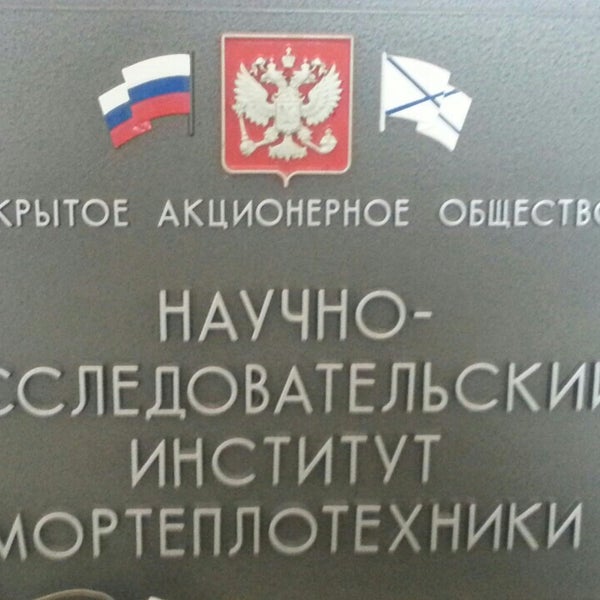 КРЫТОЕ АКЦИОНЕРНОЕ ОБЩЕСТВО
НАУЧНО-
ССЛЕДОВАТЕЛЬСКИЙ
ИНСТИТУТ
МОРТЕПЛОТЕХНИКИ